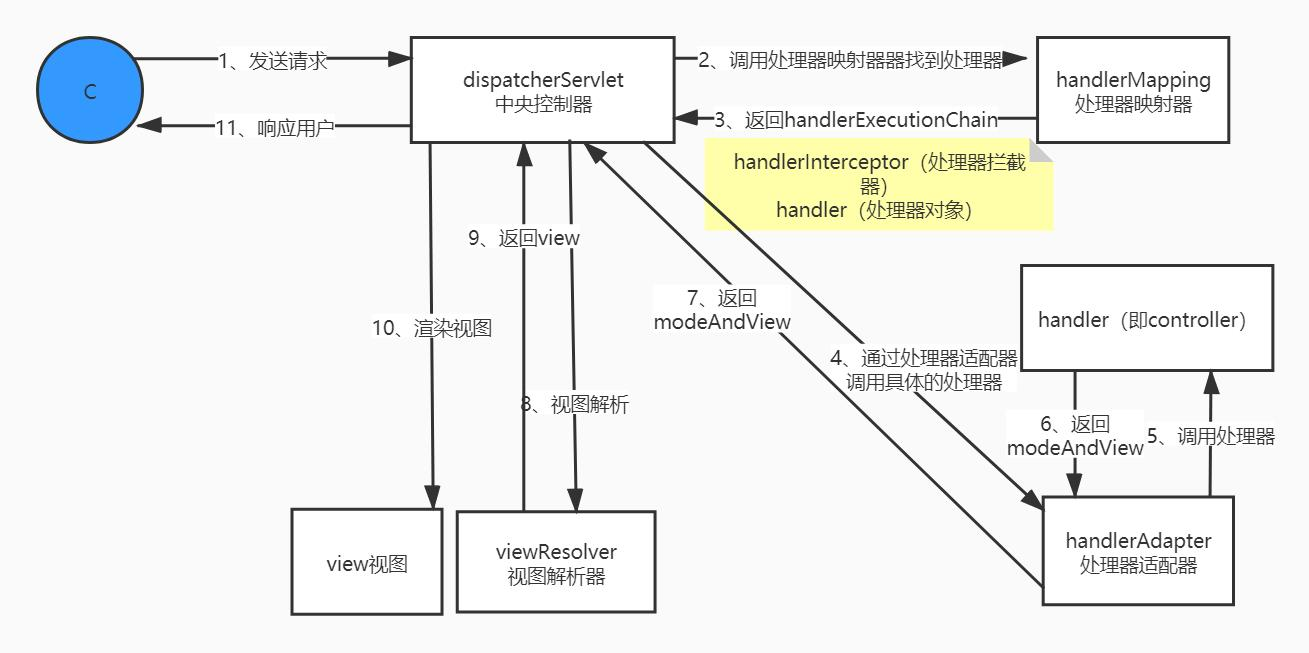 C
1、发送请求
dispatcherServlet
中央控制器
2、调用处理器映射器器找到处理器
handlerMapping
处理器映射器
11、响应用户
3、返回handlerExecutionChain
handlerInterceptor（处理器拦截
器）
handler（处理器对象）
9、返回view
7、返回
modeAndView
10、渲染视图
handler（即controller）
4、通过处理器适配器
调用具体的处理器
8、视图解析
6、返回
modeAndView
5、调用处理器
view视图
viewResolver
视图解析器
handlerAdapter
处理器适配器